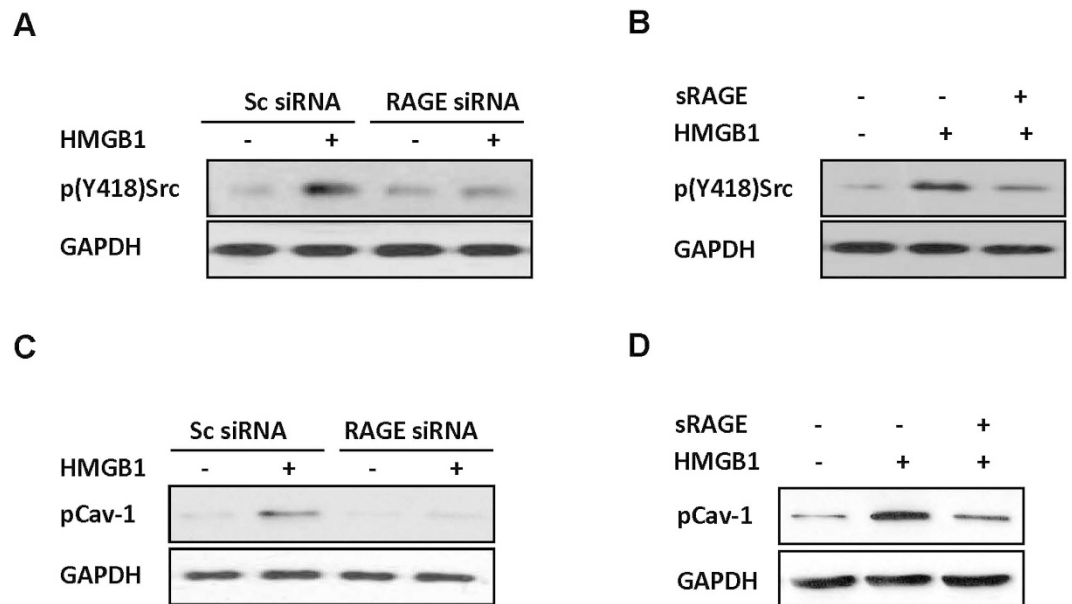 A
Sc siRNA RAGE siRNA
HMGB1 - + - +
p(Y418)Src
GAPDH
B
sRAGE - - +
HMGB1 - + +
p(Y418)Src
GAPDH
C
Sc siRNA RAGE siRNA
HMGB1 - + - +
pCav-1
GAPDH
D
sRAGE - - +
HMGB1 - + +
pCav-1
GAPDH